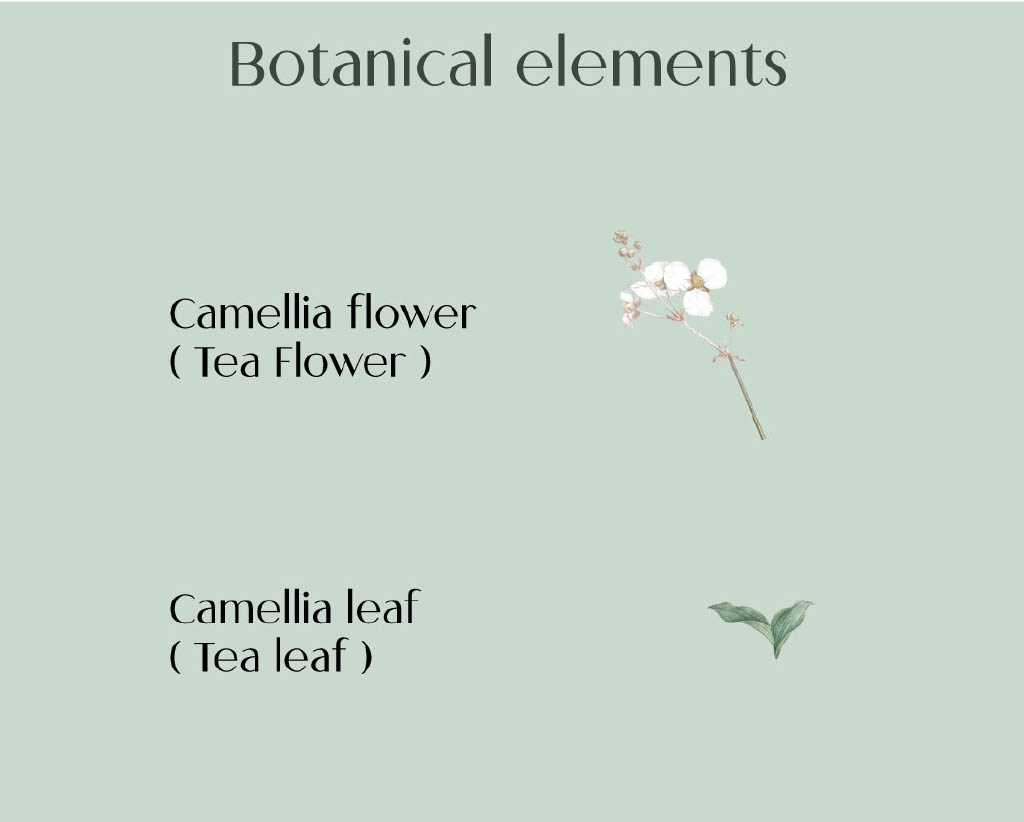 Botanical elements
Camellia flower
( Tea Flower )
Camellia leaf
( Tea leaf )